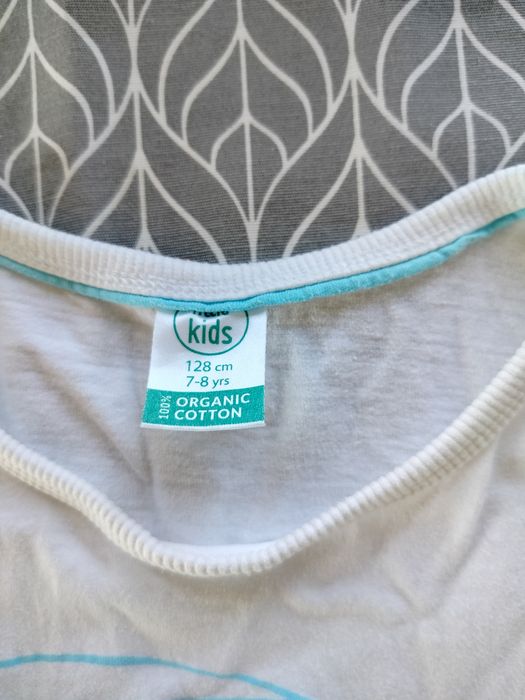 kids
128 cm
7-8 yrs
100% ORGANIC
COTTON